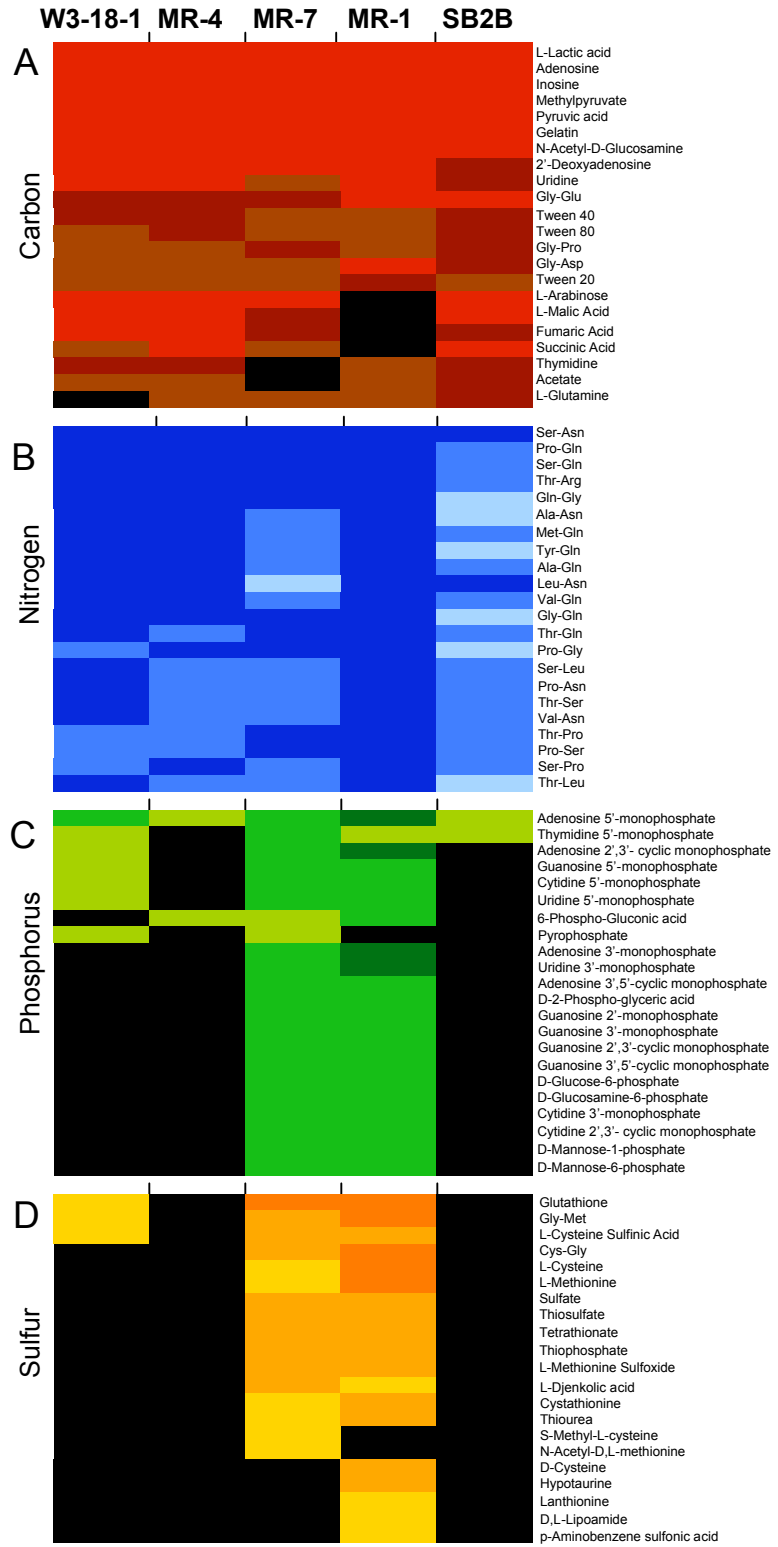 W3-18-1 MR-4 MR-7 MR-1 SB2B
A
Carbon
L-Lactic acid
Adenosine
Inosine
Methylpyruvate
Pyruvic acid
Gelatin
N-Acetyl-D-Glucosamine
2'-Deoxyadenosine
Uridine
Gly-Glu
Tween 40
Tween 80
Gly-Pro
Gly-Asp
Tween 20
L-Arabinose
L-Malic Acid
Fumaric Acid
Succinic Acid
Thymidine
Acetate
L-Glutamine
B
Nitrogen
Ser-Asn
Pro-Gln
Ser-Gln
Thr-Arg
Gln-Gly
Ala-Asn
Met-Gln
Tyr-Gln
Ala-Gln
Leu-Asn
Val-Gln
Gly-Gln
Thr-Gln
Pro-Gly
Ser-Leu
Pro-Asn
Thr-Ser
Val-Asn
Thr-Pro
Pro-Ser
Ser-Pro
Thr-Leu
C
Phosphorus
Adenosine 5'-monophosphate
Thymidine 5'-monophosphate
Adenosine 2',3'- cyclic monophosphate
Guanosine 5'-monophosphate
Cytidine 5'-monophosphate
Uridine 5'-monophosphate
6-Phospho-Gluconic acid
Pyrophosphate
Adenosine 3'-monophosphate
Uridine 3'-monophosphate
Adenosine 3',5'-cyclic monophosphate
D-2-Phospho-glyceric acid
Guanosine 2'-monophosphate
Guanosine 3'-monophosphate
Guanosine 2',3'-cyclic monophosphate
Guanosine 3',5'-cyclic monophosphate
D-Glucose-6-phosphate
D-Glucosamine-6-phosphate
Cytidine 3'-monophosphate
Cytidine 2',3'- cyclic monophosphate
D-Mannose-1-phosphate
D-Mannose-6-phosphate
D
Sulfur
Glutathione
Gly-Met
L-Cysteine Sulfinic Acid
Cys-Gly
L-Cysteine
L-Methionine
Sulfate
Thiosulfate
Tetrathionate
Thiophosphate
L-Methionine Sulfoxide
L-Djenkolic acid
Cystathionine
Thiourea
S-Methyl-L-cysteine
N-Acetyl-D,L-methionine
D-Cysteine
Hypotaurine
Lanthionine
D,L-Lipoamide
p-Aminobenzene sulfonic acid